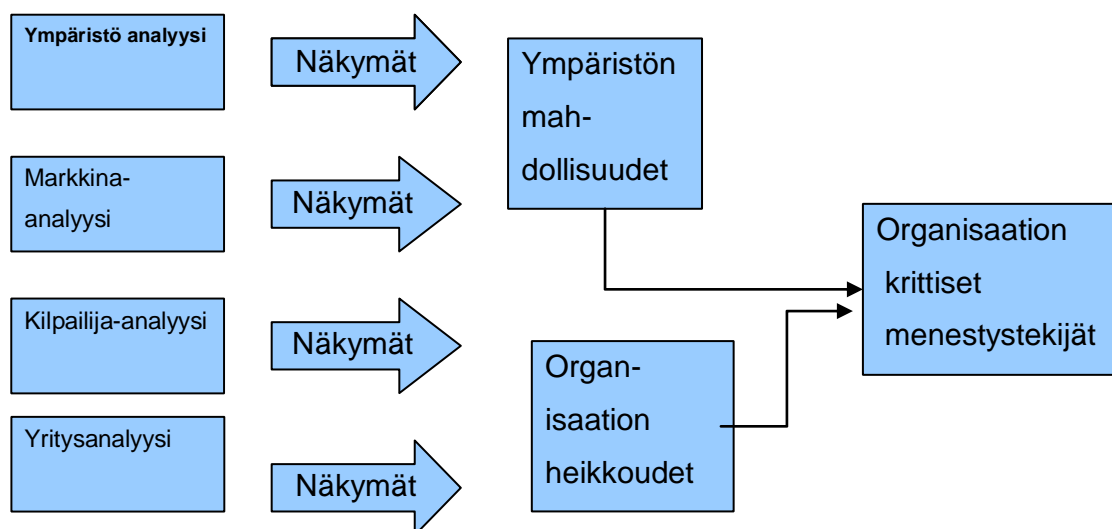 Ympäristö analyysi
Näkymät
Ympäristön
mah-
dollisuudet
Markkina-
analyysi
Näkymät
Organisaation
krittiset
menestystekijät
Kilpailija-analyysi
Näkymät
Organ-
isaation
heikkoudet
Yritysanalyysi
Näkymät